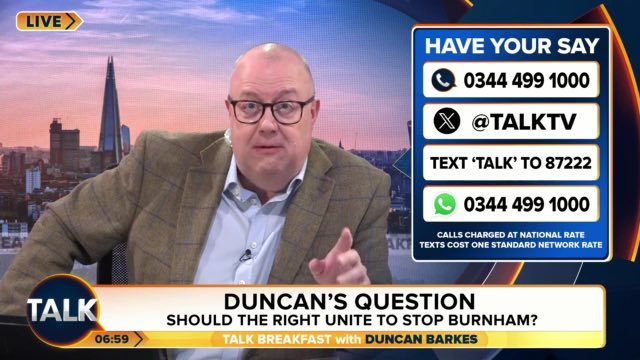 LIVE
HAVE YOUR SAY
0344 499 1000
@TALKTV
TEXT 'TALK' TO 87222
0344 499 1000
CALLS CHARGED AT NATIONAL RATE
TEXTS COST ONE STANDARD NETWORK RATE
TALK
DUNCAN'S QUESTION
SHOULD THE RIGHT UNITE TO STOP BURNHAM?
06:59
TALK BREAKFAST with DUNCAN BARKES